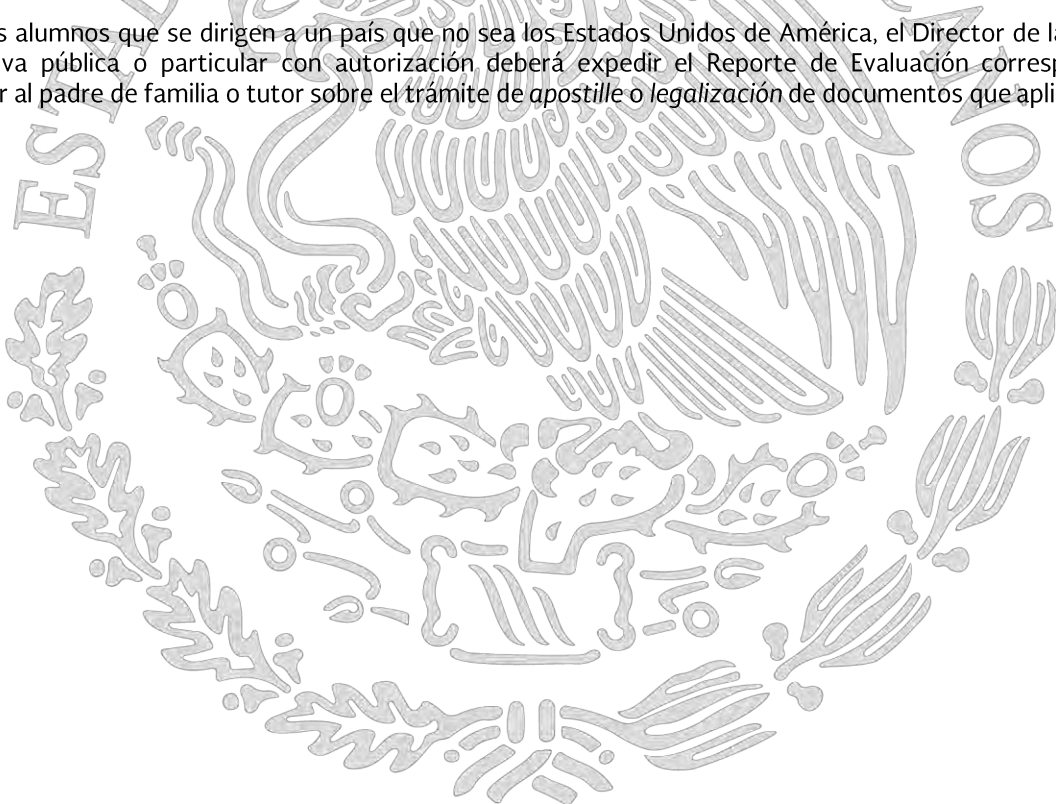 s alumnos que se dirigen a un país que no sea los Estados Unidos de América, el Director de la
va pública o particular con autorización deberá expedir el Reporte de Evaluación corresp
r al padre de familia o tutor sobre el trámite de apostille o legalización de documentos que apli
EST
NOS